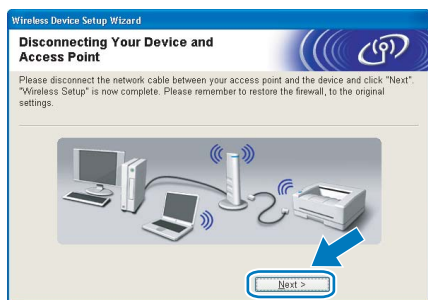 Wireless Device Setup Wizard
Disconnecting Your Device and
Access Point
Please disconnect the network cable between your access point and the device and click "Next".
"Wireless Setup" is now complete. Please remember to restore the firewall, to the original
settings.
Next >